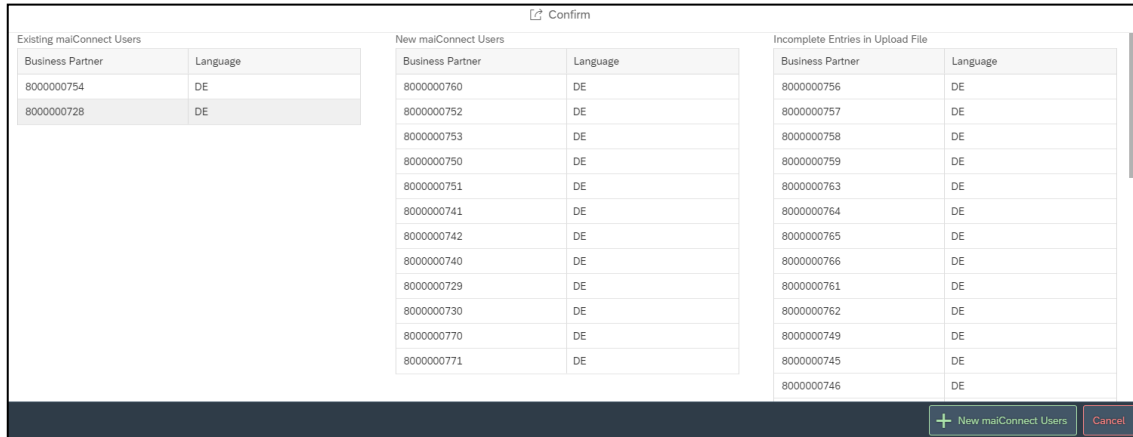 Confirm
Existing maiConnect Users
Business Partner Language
8000000754 DE
8000000728 DE
New maiConnect Users
Business Partner Language
8000000760 DE
8000000752 DE
8000000753 DE
8000000750 DE
8000000751 DE
8000000741 DE
8000000742 DE
8000000740 DE
8000000729 DE
8000000730 DE
8000000770 DE
8000000771 DE
Incomplete Entries in Upload File
Business Partner Language
8000000756 DE
8000000757 DE
8000000758 DE
8000000759 DE
8000000763 DE
8000000764 DE
8000000765 DE
8000000766 DE
8000000761 DE
8000000762 DE
8000000749 DE
8000000745 DE
8000000746 DE
New maiConnect Users Cancel